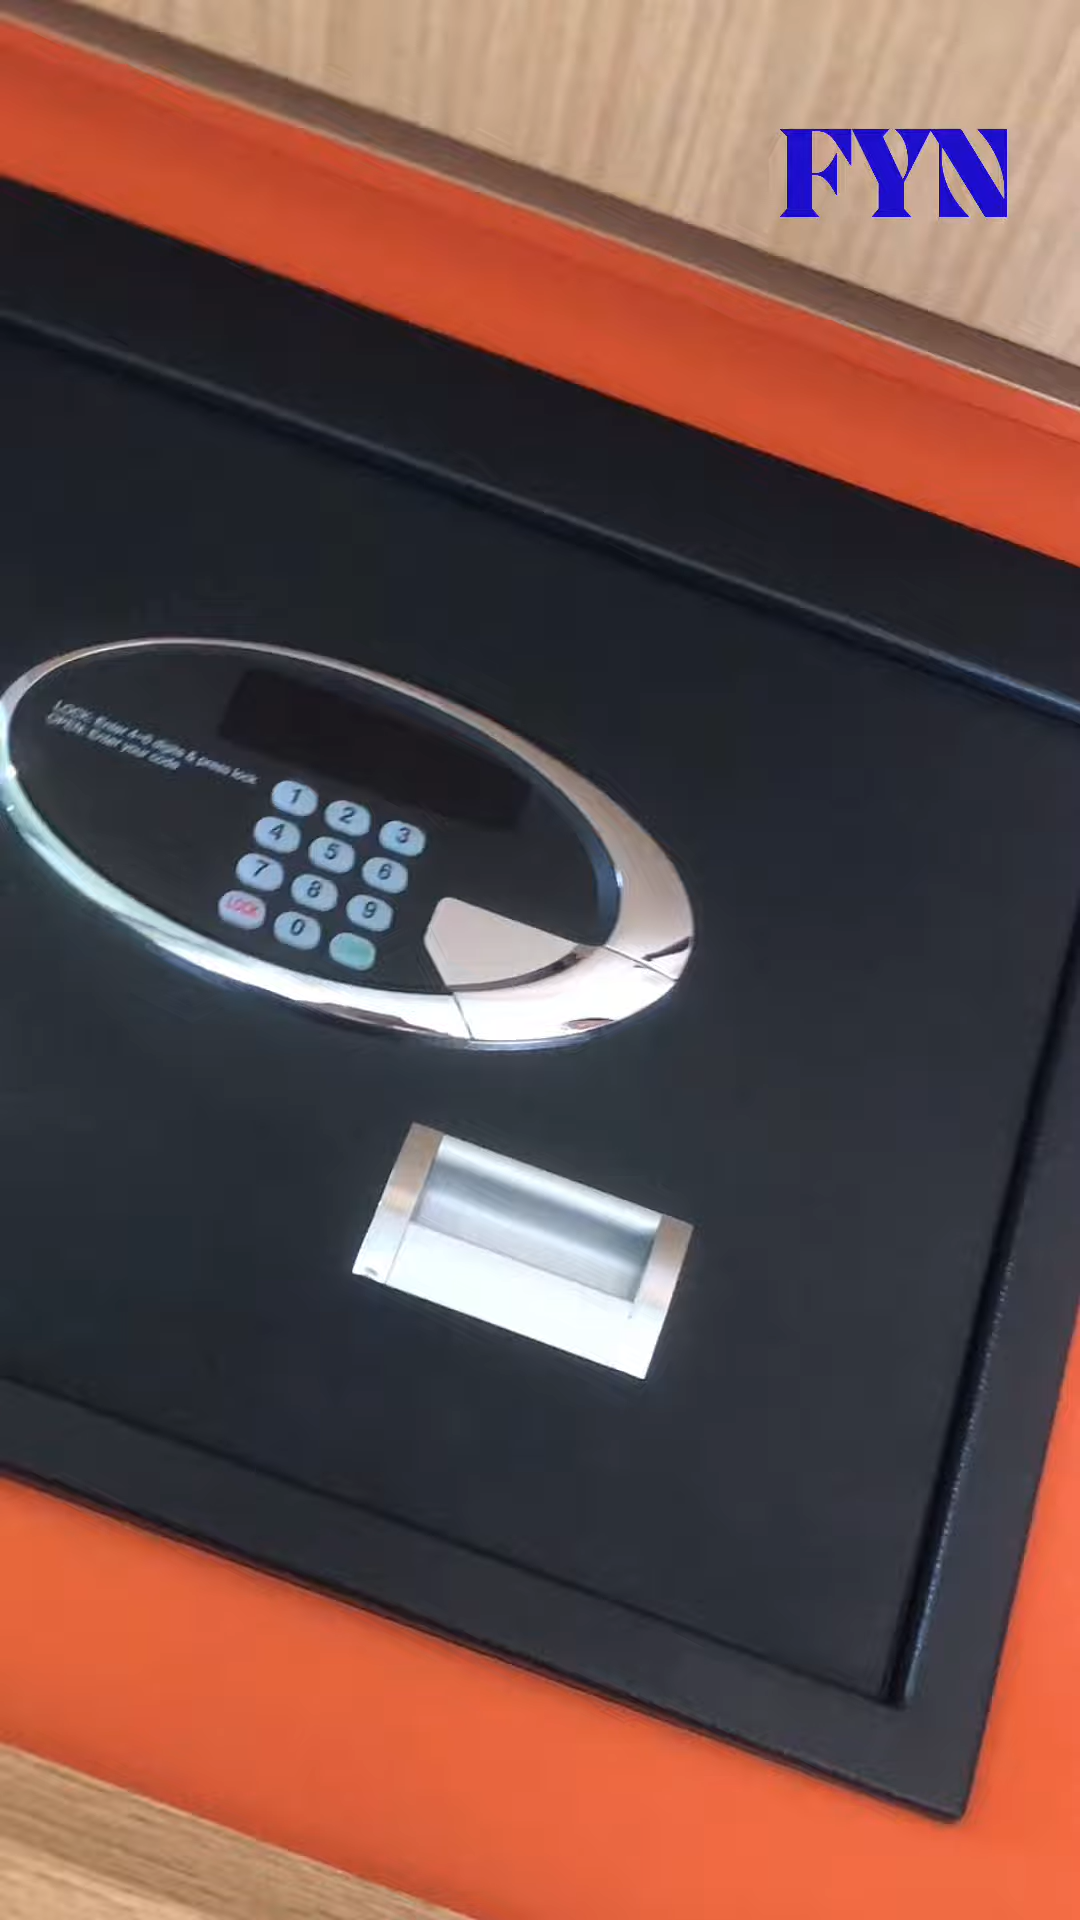 FYN
LOCK: Enter 4-6 digits & press lock
OPEN: Enter your code
1 2 3
4 5 6
7 8 9
LOCK 0